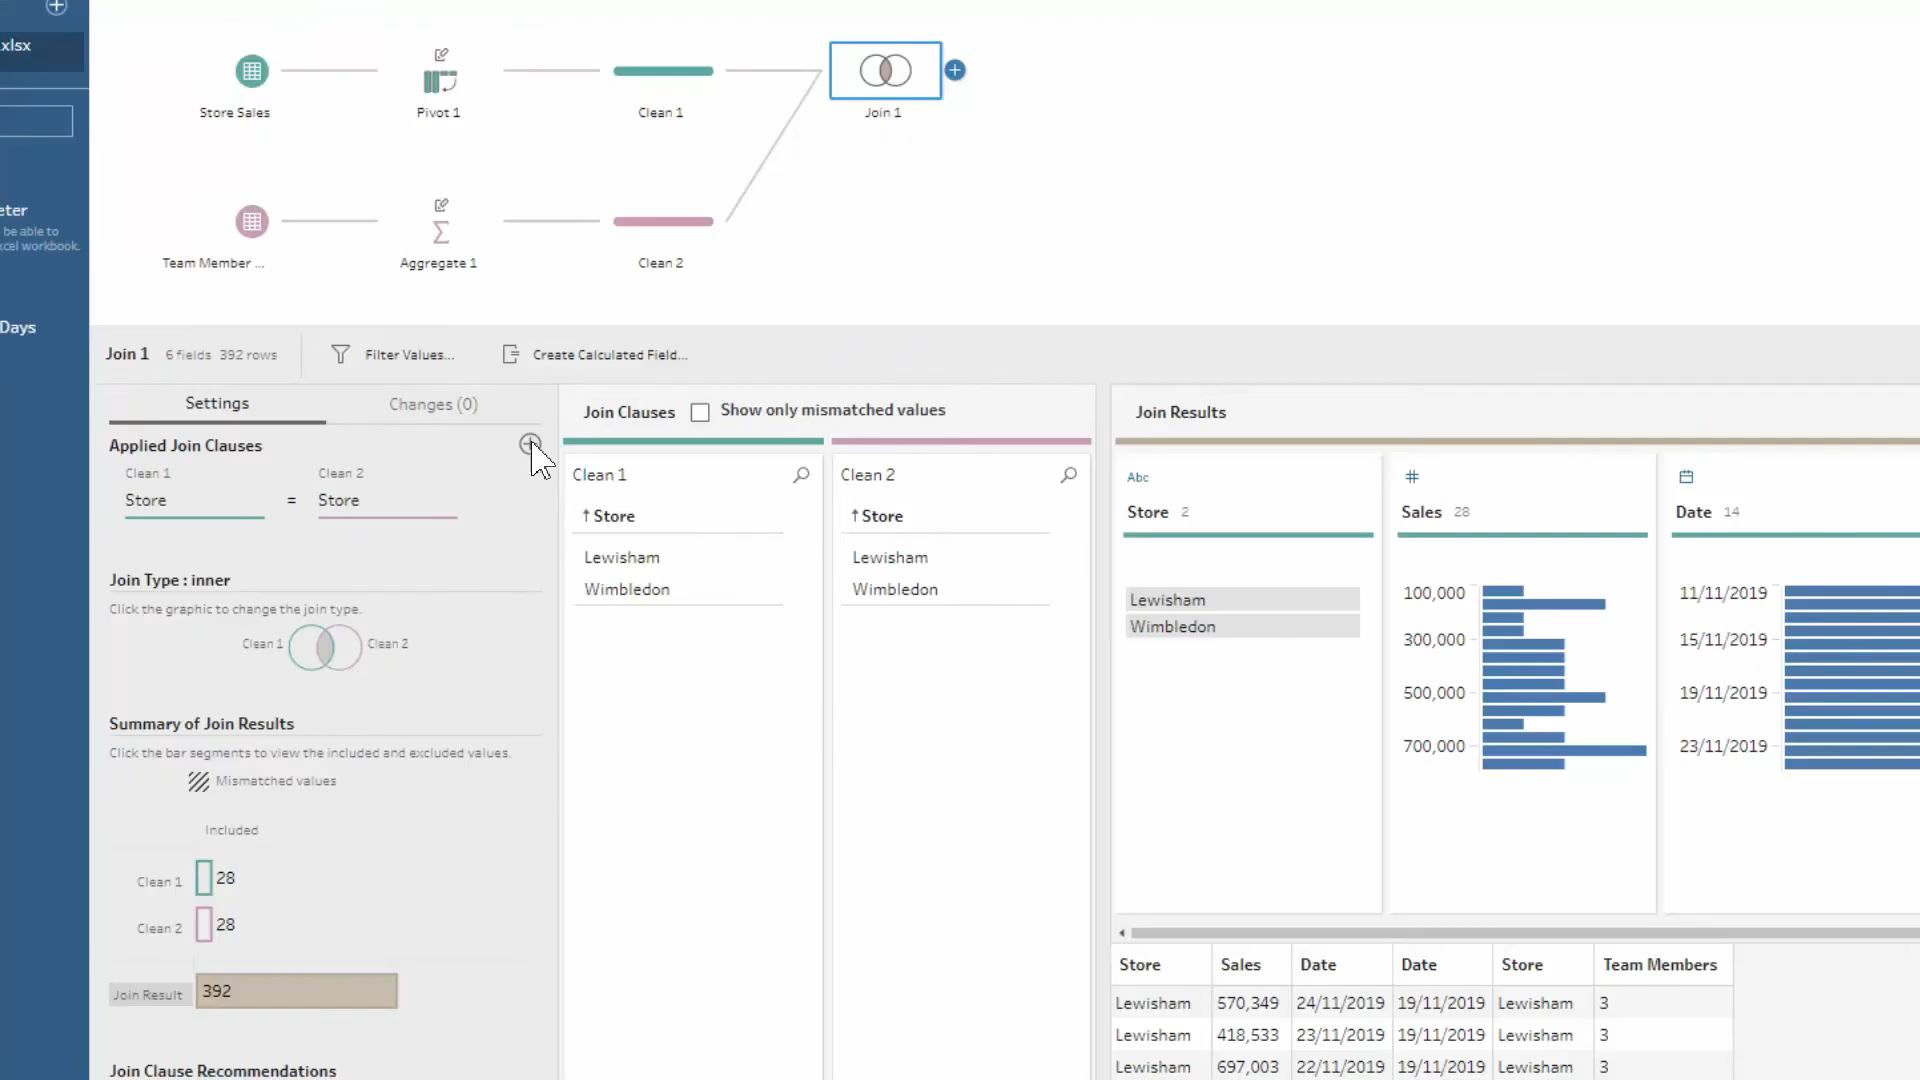 xlsx
eter
be able to
xcel workbook.
Days
Store Sales
Pivot 1
Clean 1
Join 1
Team Member ...
Aggregate 1
Clean 2
Join 1 6 fields 392 rows
Filter Values...
Create Calculated Field...
Settings
Changes (0)
Applied Join Clauses
Clean 1
Clean 2
Store = Store
Join Type : inner
Click the graphic to change the join type.
Clean 1
Clean 2
Summary of Join Results
Click the bar segments to view the included and excluded values.
Mismatched values
Included
Clean 1 28
Clean 2 28
Join Result 392
Join Clause Recommendations
Join Clauses
Show only mismatched values
Clean 1
Store
Lewisham
Wimbledon
Clean 2
Store
Lewisham
Wimbledon
Join Results
Abc
Store 2
Lewisham
Wimbledon
#
Sales 28
100,000
300,000
500,000
700,000
Date 14
11/11/2019
15/11/2019
19/11/2019
23/11/2019
Store Sales Date Date Store Team Members
Lewisham 570,349 24/11/2019 19/11/2019 Lewisham 3
Lewisham 418,533 23/11/2019 19/11/2019 Lewisham 3
Lewisham 697,003 22/11/2019 19/11/2019 Lewisham 3